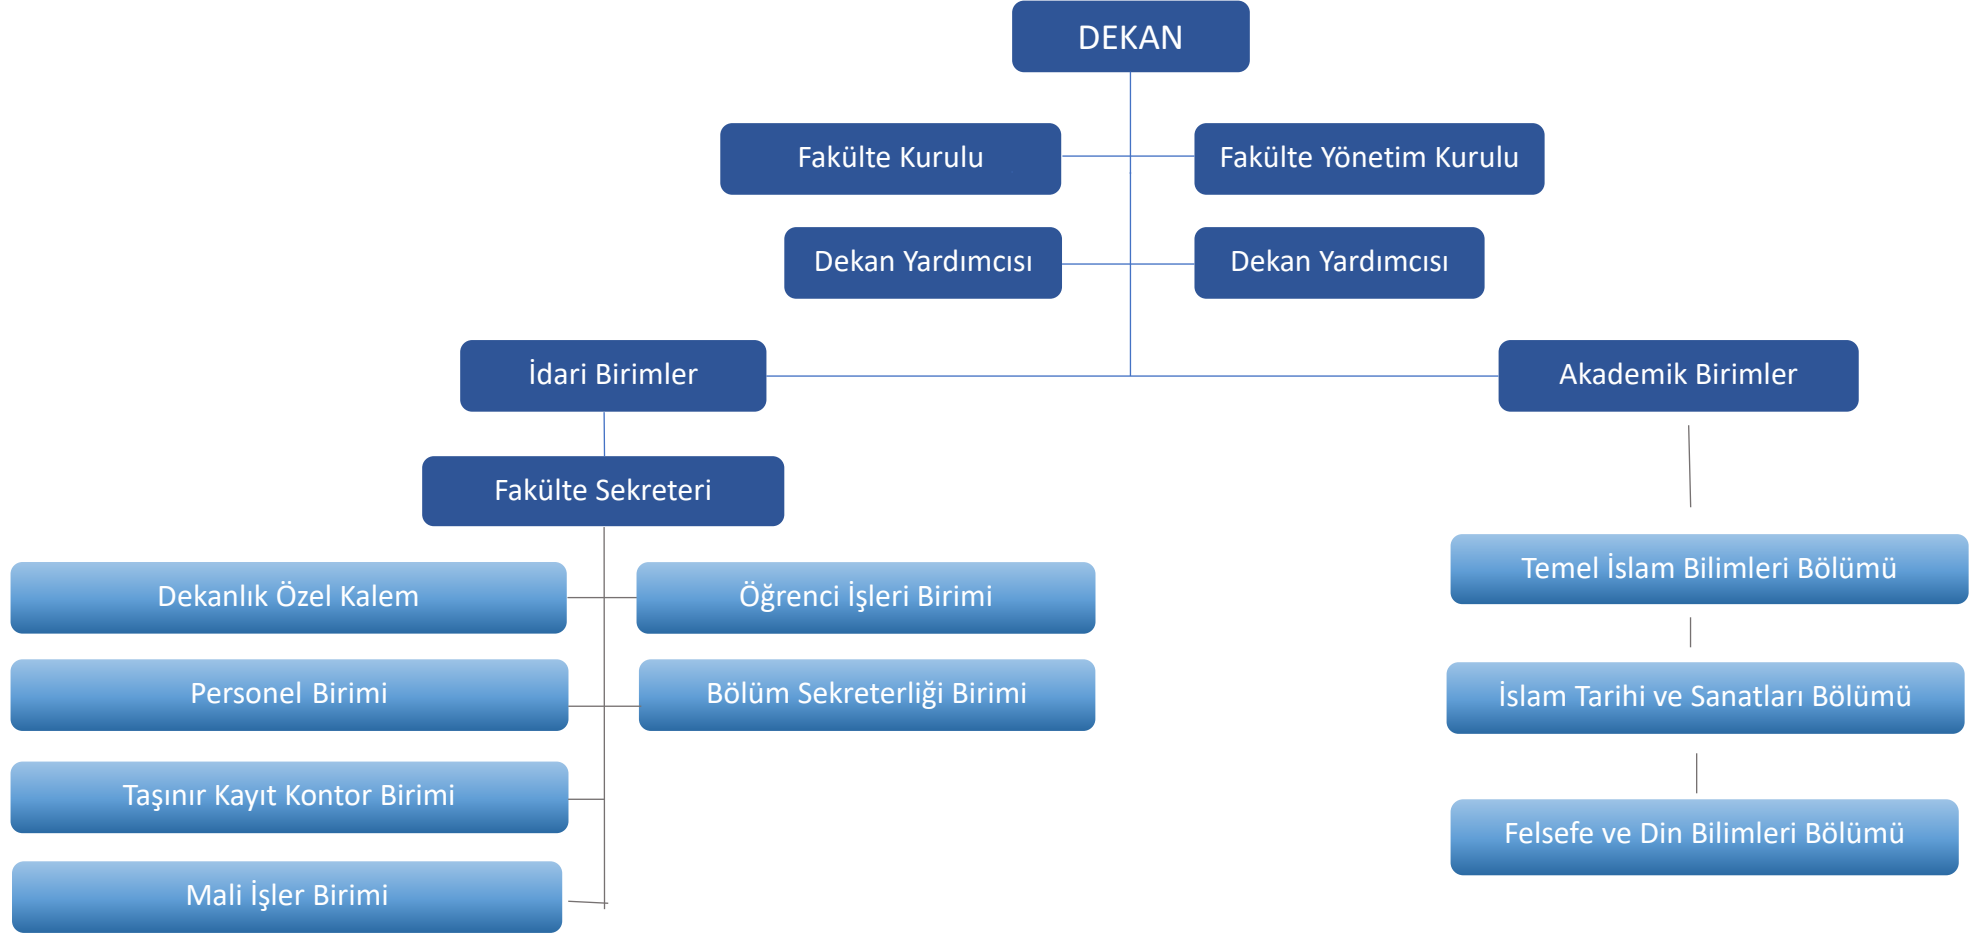 DEKAN
Fakülte Kurulu
Fakülte Yönetim Kurulu
Dekan Yardımcısı
Dekan Yardımcısı
İdari Birimler
Akademik Birimler
Fakülte Sekreteri
Dekanlık Özel Kalem
Öğrenci İşleri Birimi
Personel Birimi
Bölüm Sekreterliği Birimi
Taşınır Kayıt Kontor Birimi
Mali İşler Birimi
Temel İslam Bilimleri Bölümü
İslam Tarihi ve Sanatları Bölümü
Felsefe ve Din Bilimleri Bölümü